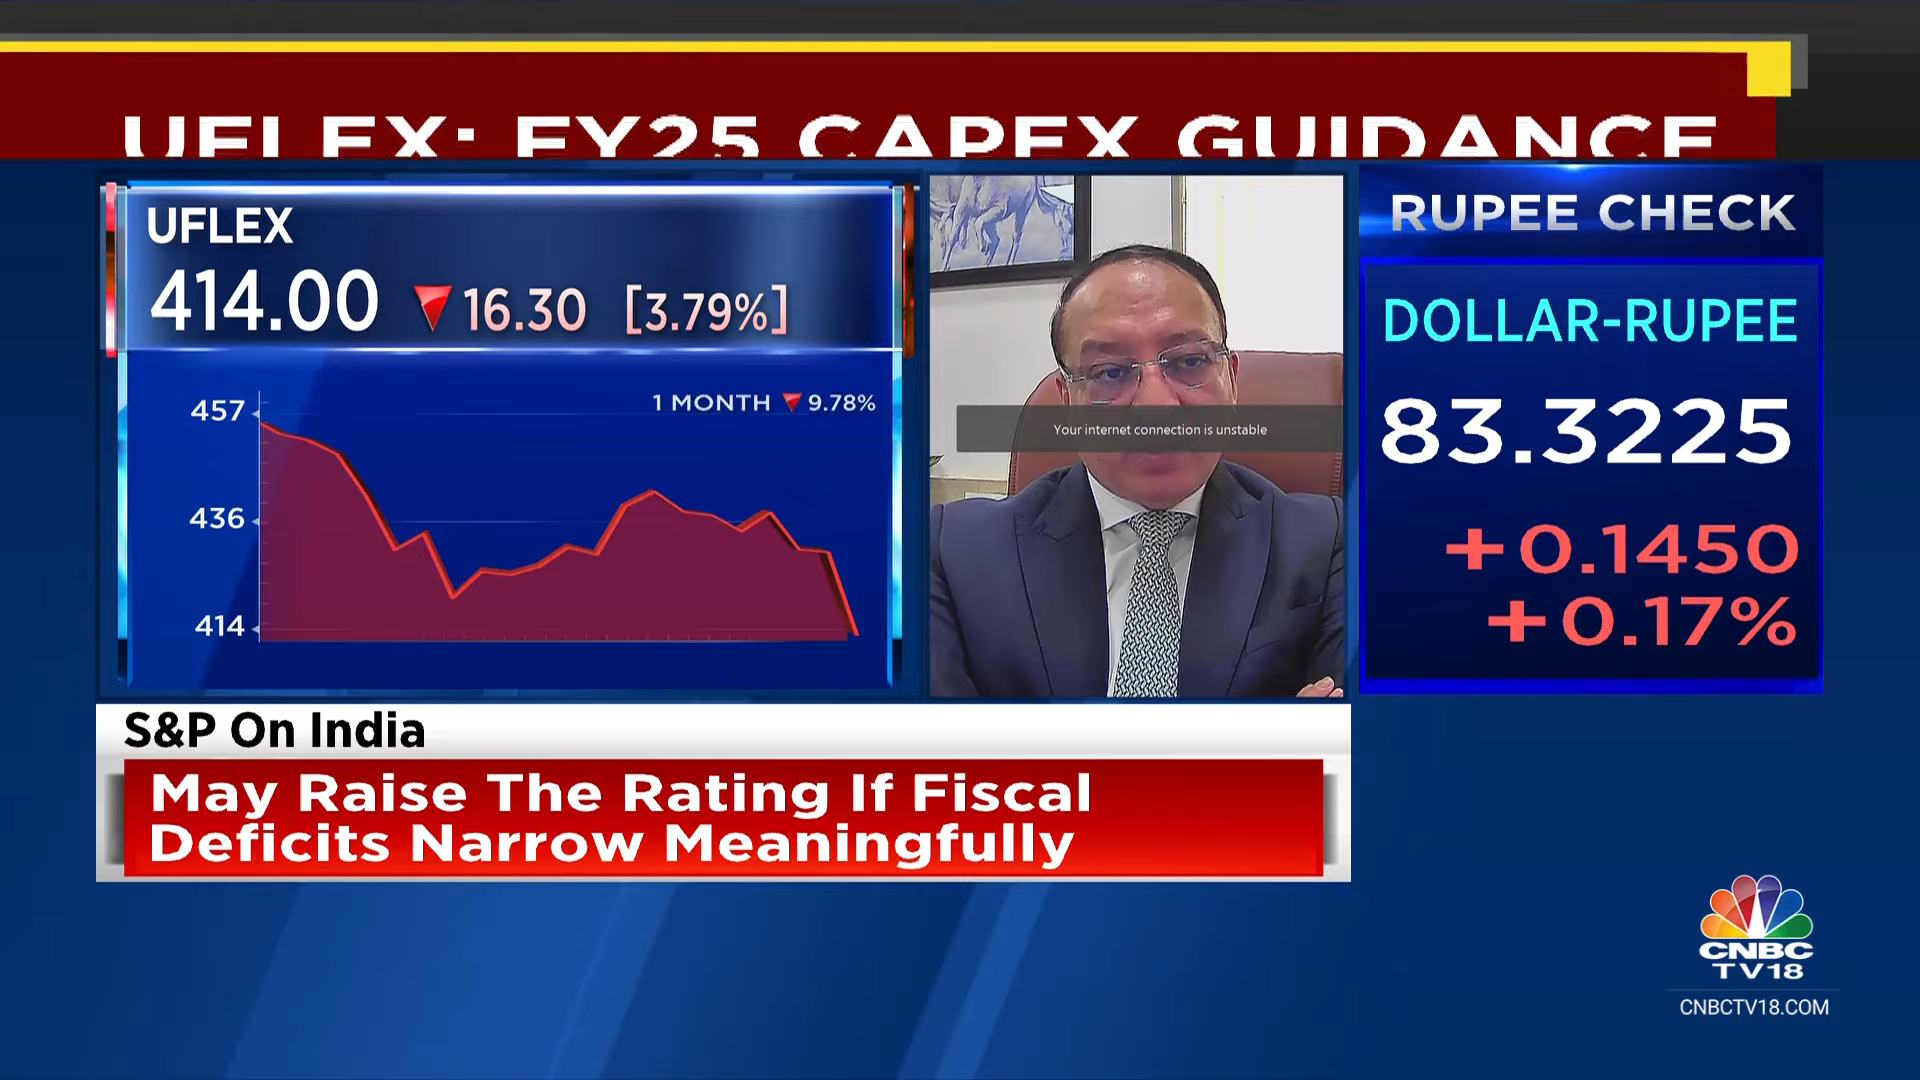 UFLEX: FY25 CAPEX GUIDANCE
UFLEX
414.00 ▼ 16.30 [3.79%]
1 MONTH ▼ 9.78%
457
436
414
Your internet connection is unstable
RUPEE CHECK
DOLLAR-RUPEE
83.3225
+0.1450
+0.17%
S&P On India
May Raise The Rating If Fiscal
Deficits Narrow Meaningfully
CNBC
TV18
CNBCTV18.COM